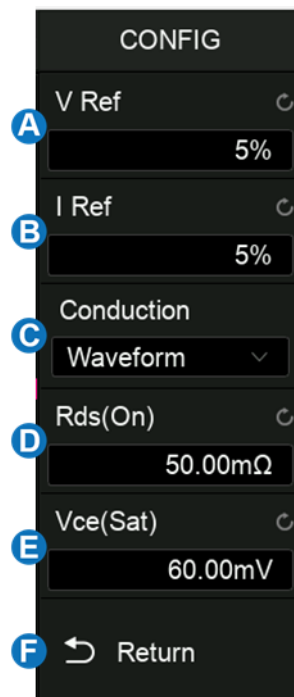 CONFIG
A
V Ref
5%
B
I Ref
5%
C
Conduction
Waveform
D
Rds(On)
50.00mΩ
E
Vce(Sat)
60.00mV
F
Return